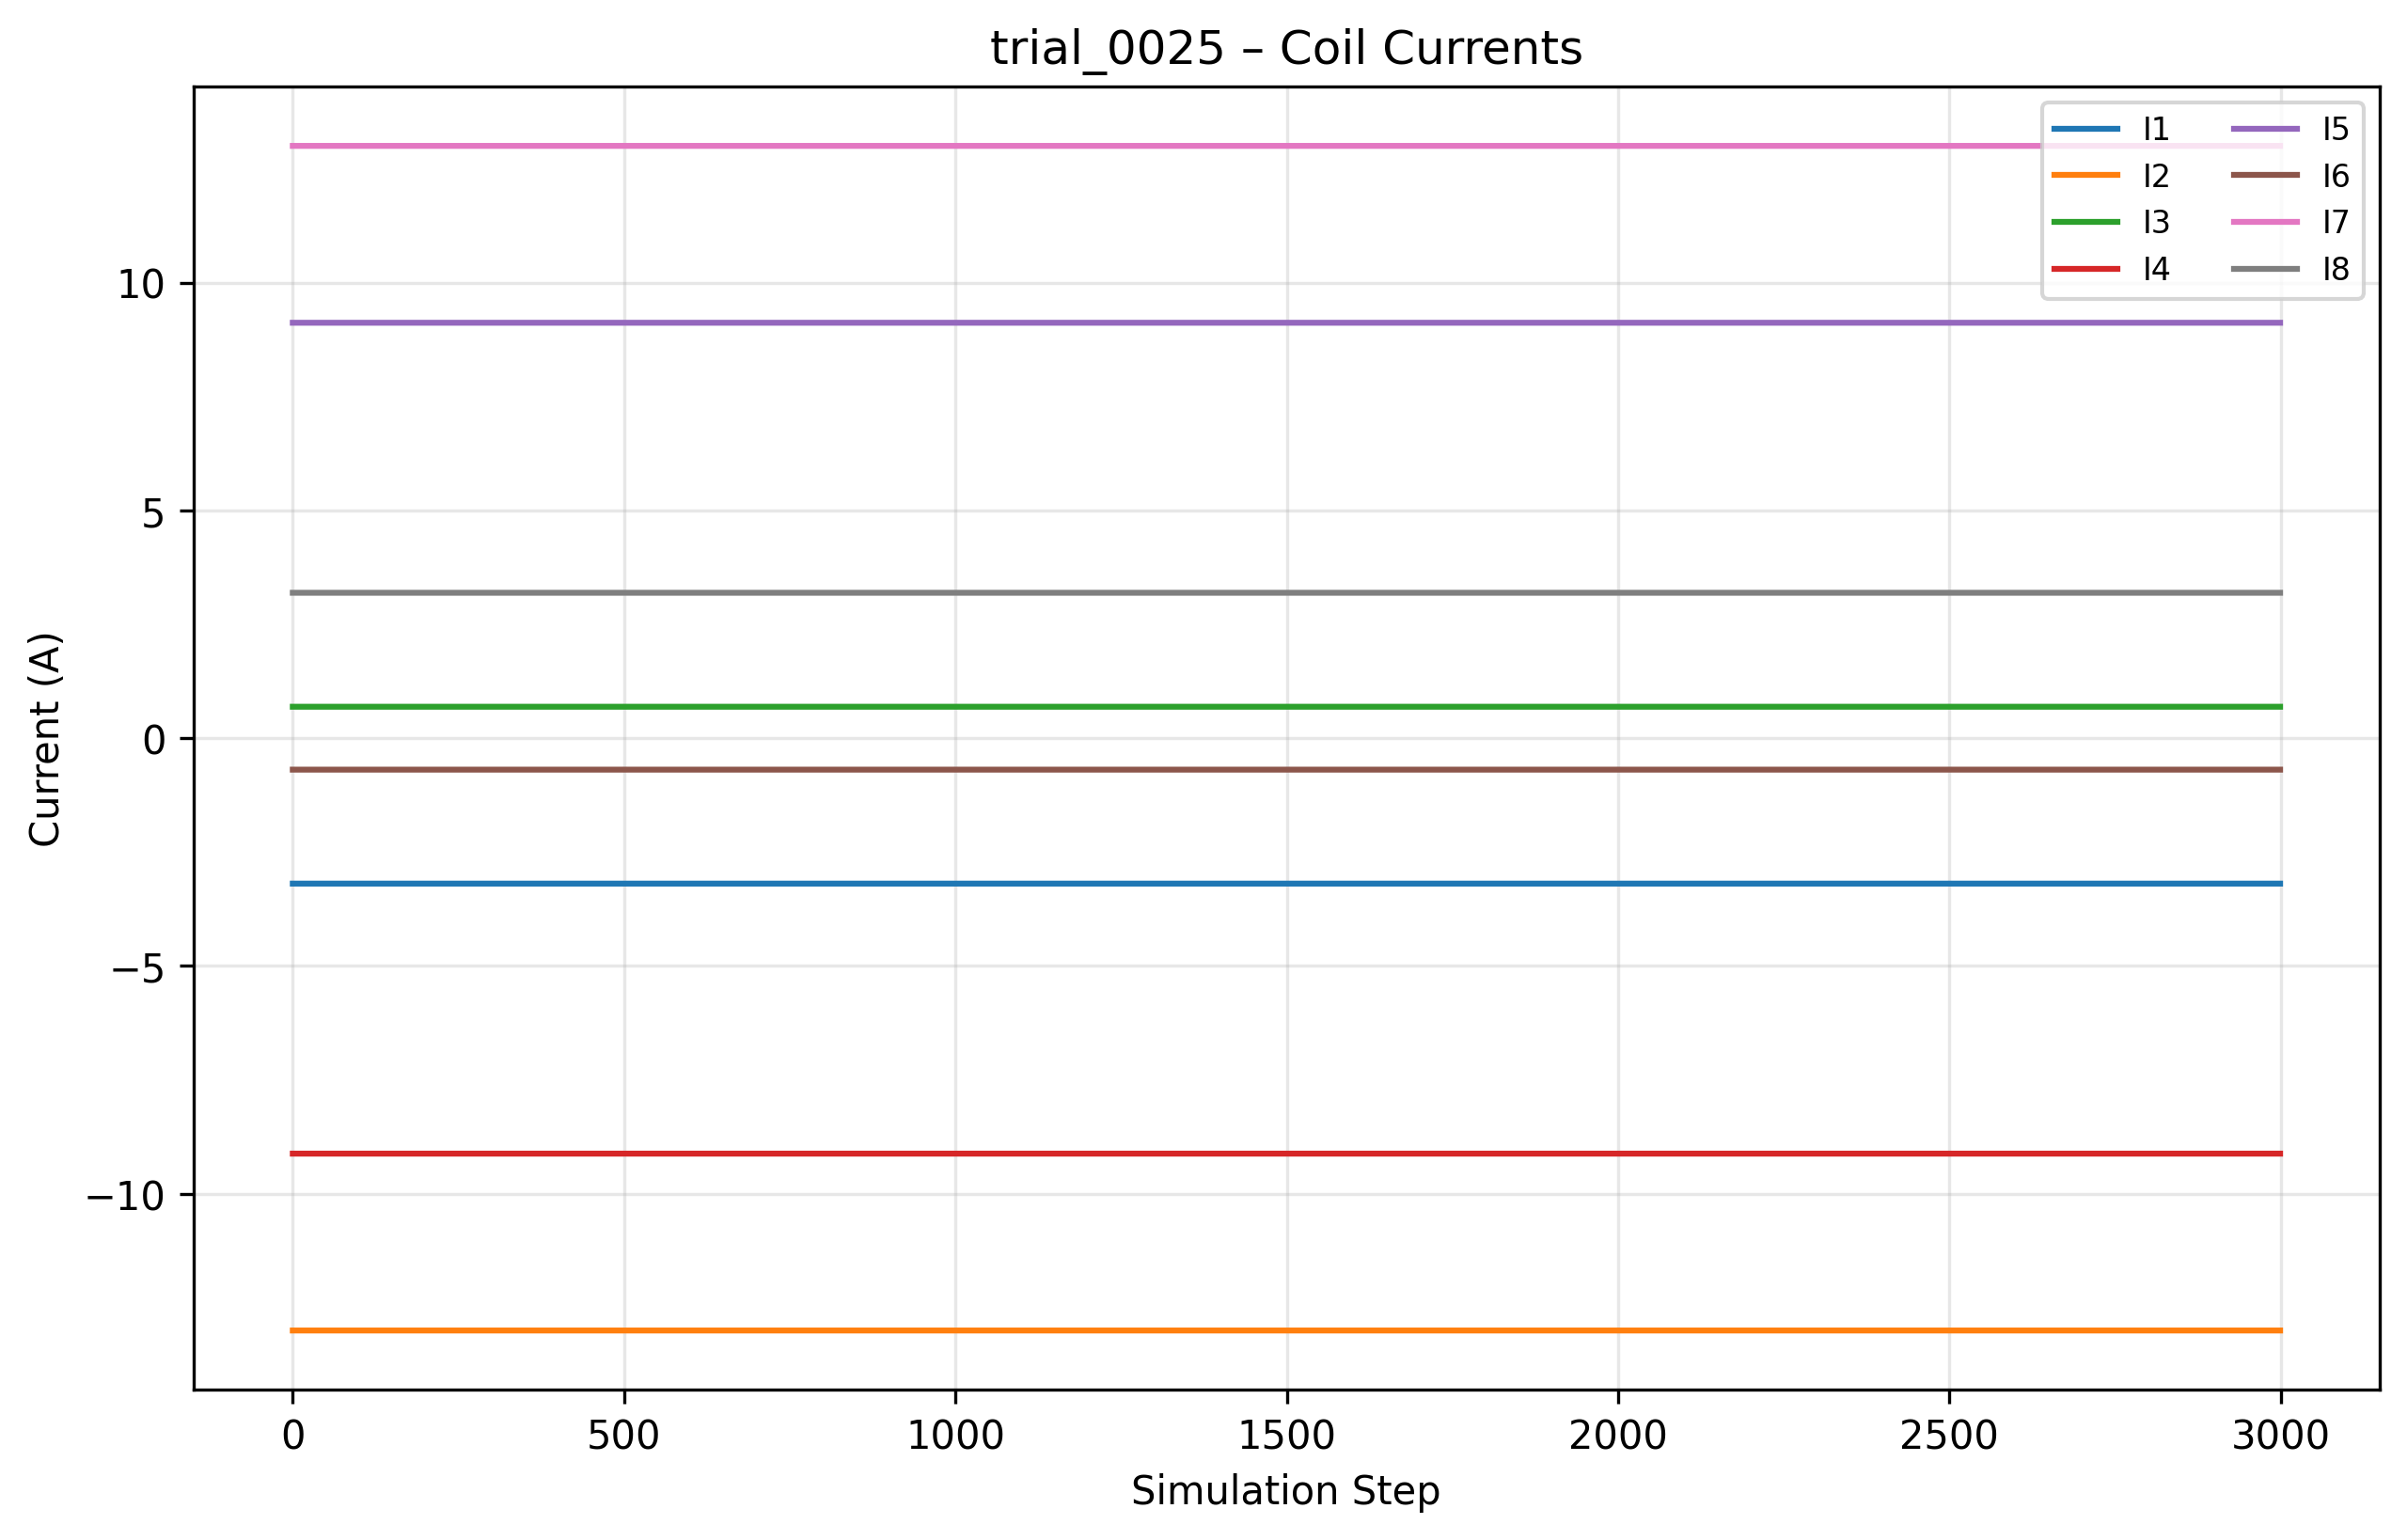 trial_0025 – Coil Currents
I1
I2
I3
I4
I5
I6
I7
I8
10
5
0
−5
−10
Current (A)
0 500 1000 1500 2000 2500 3000
Simulation Step